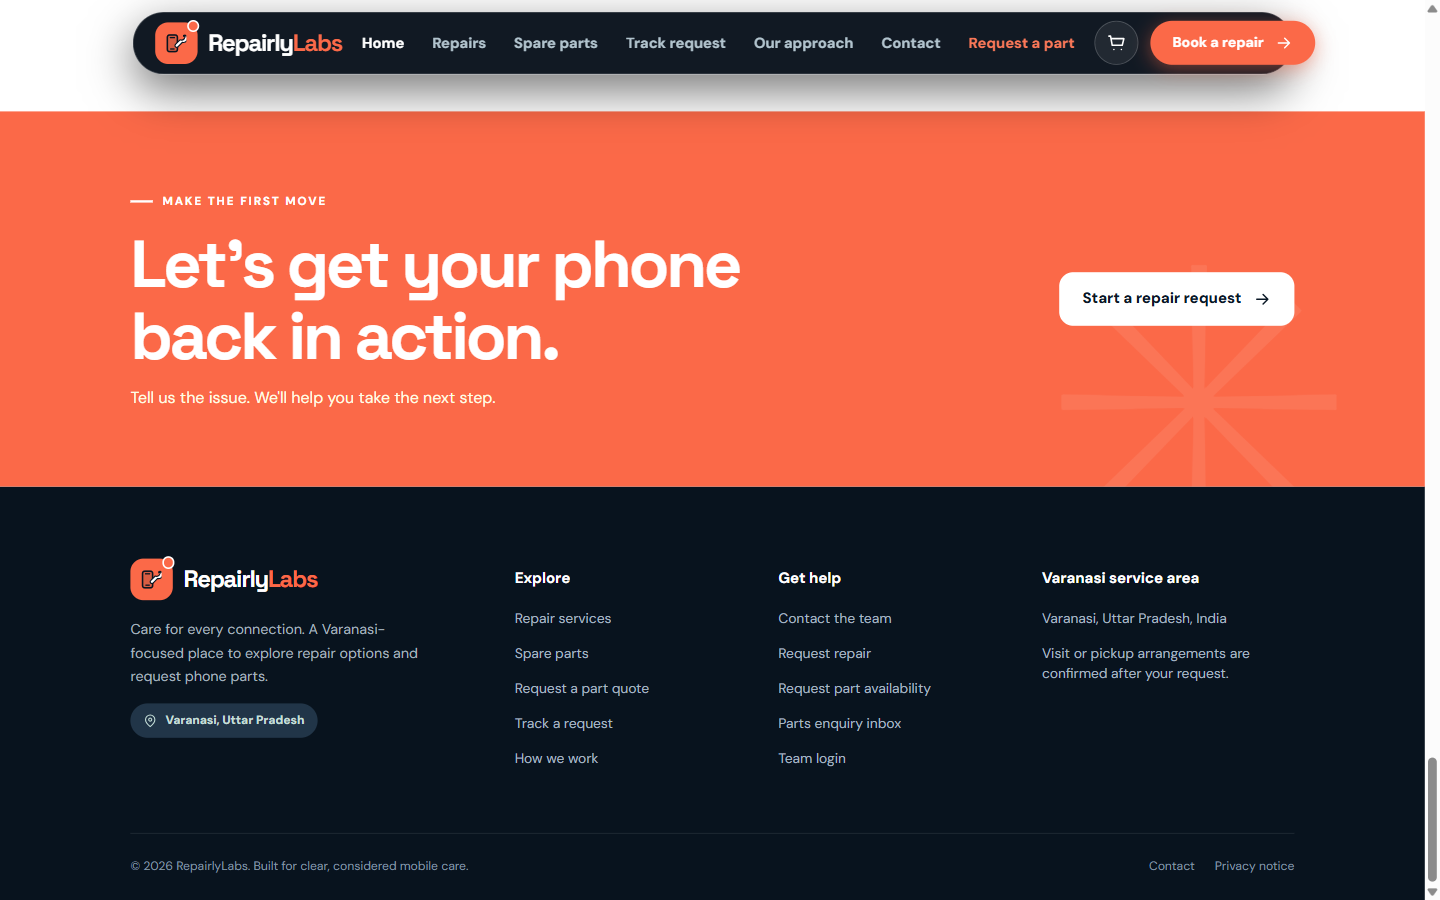 RepairlyLabs Home Repairs Spare parts Track request Our approach Contact Request a part Book a repair
MAKE THE FIRST MOVE
Let’s get your phone
back in action.
Tell us the issue. We'll help you take the next step.
Start a repair request
RepairlyLabs
Care for every connection. A Varanasi-
focused place to explore repair options and
request phone parts.
Varanasi, Uttar Pradesh
Explore
Repair services
Spare parts
Request a part quote
Track a request
How we work
Get help
Contact the team
Request repair
Request part availability
Parts enquiry inbox
Team login
Varanasi service area
Varanasi, Uttar Pradesh, India
Visit or pickup arrangements are
confirmed after your request.
© 2026 RepairlyLabs. Built for clear, considered mobile care.
Contact Privacy notice